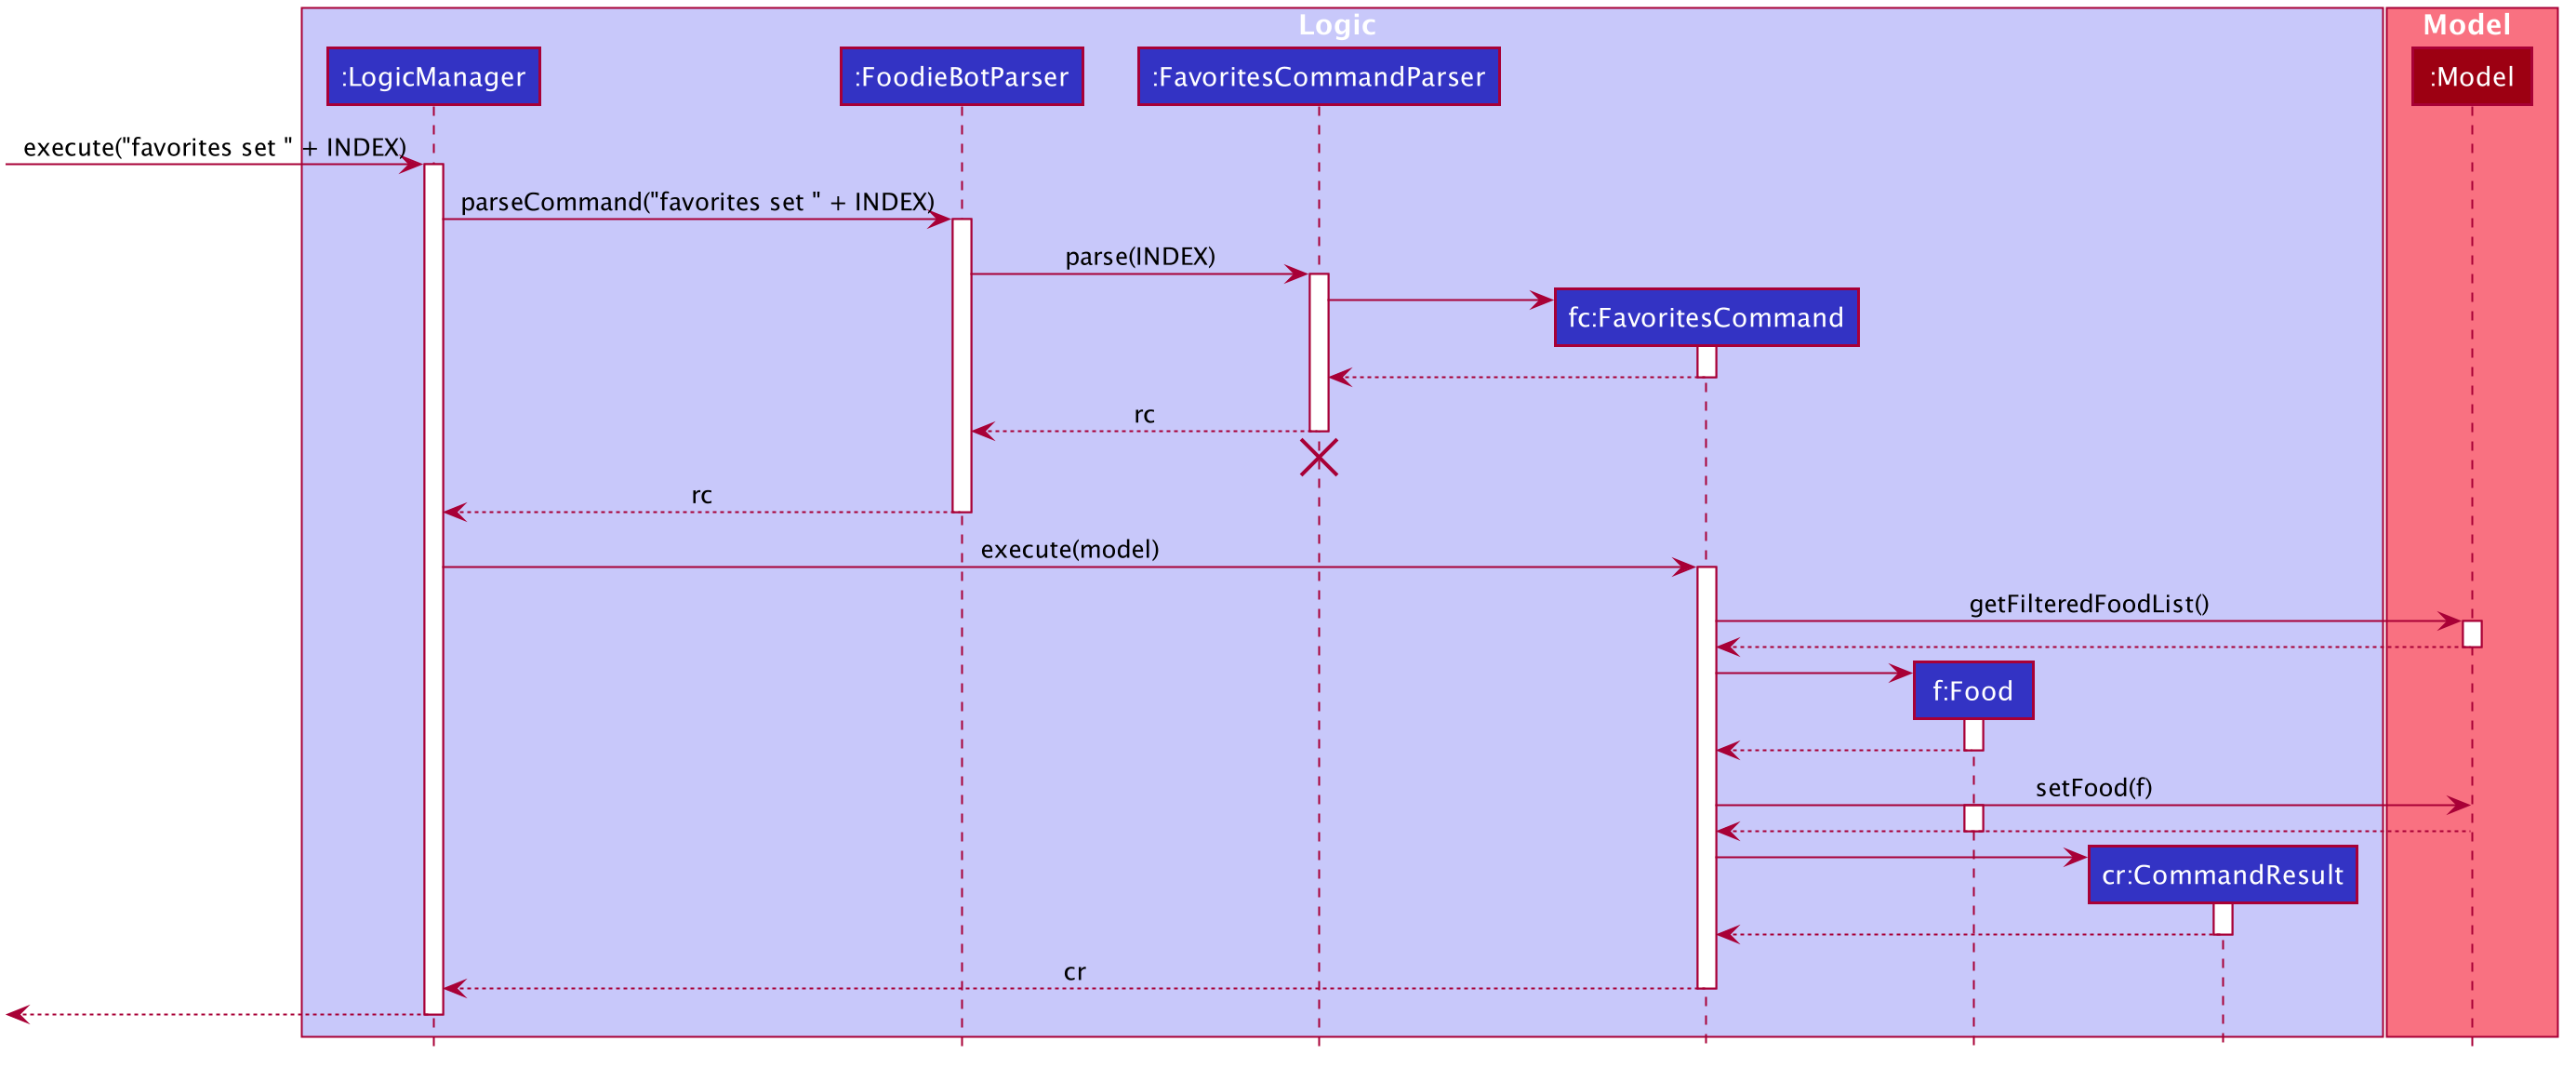 Logic
Model
:LogicManager
:FoodieBotParser
:FavoritesCommandParser
:Model
execute("favorites set " + INDEX)
parseCommand("favorites set " + INDEX)
parse(INDEX)
fc:FavoritesCommand
rc
rc
execute(model)
getFilteredFoodList()
f:Food
setFood(f)
cr:CommandResult
cr